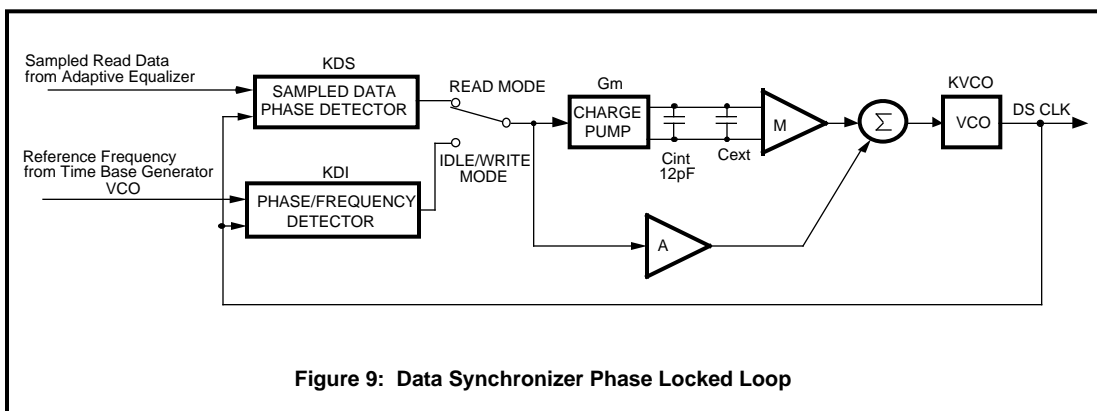 Sampled Read Data
from Adaptive Equalizer
KDS
SAMPLED DATA
PHASE DETECTOR
READ MODE
Gm
CHARGE
PUMP
Cint
12pF
Cext
M
Σ
KVCO
VCO
DS CLK
Reference Frequency
from Time Base Generator
VCO
KDI
PHASE/FREQUENCY
DETECTOR
IDLE/WRITE
MODE
A
Figure 9: Data Synchronizer Phase Locked Loop